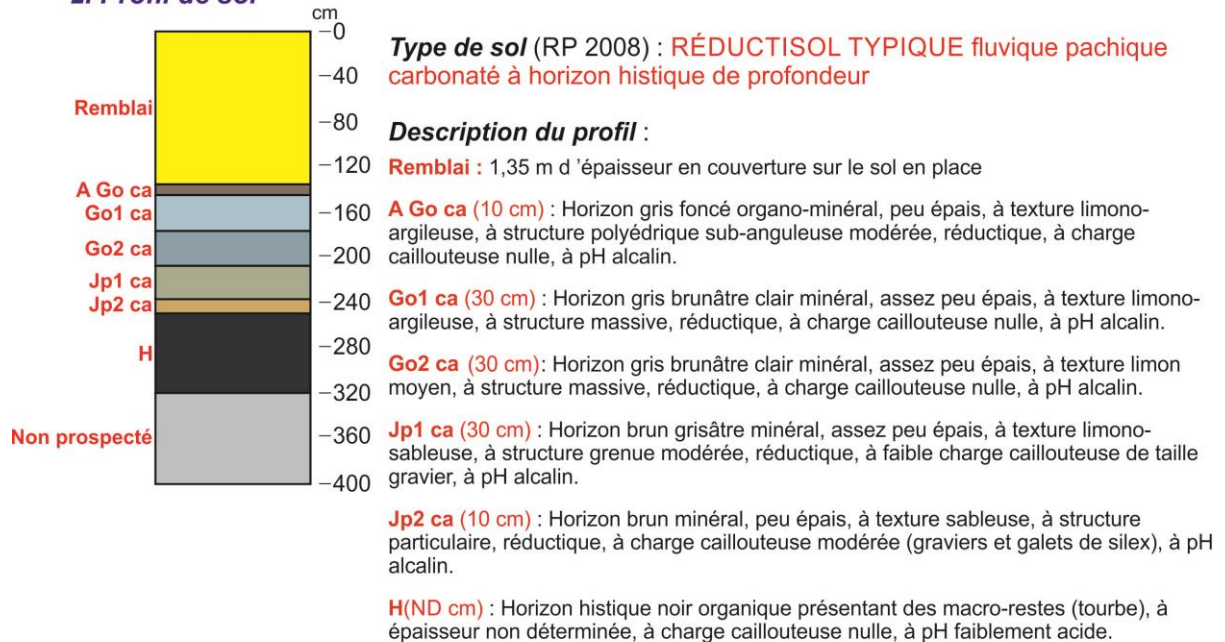 2. Profil de sol
cm
0
40
80
120
160
200
240
280
320
360
400
Remblai
A Go ca
Go1 ca
Go2 ca
Jp1 ca
Jp2 ca
H
Non prospecté
Type de sol (RP 2008) : RÉDUCTISOL TYPIQUE fluvique pachique
carbonaté à horizon histique de profondeur
Description du profil :
Remblai : 1,35 m d ’épaisseur en couverture sur le sol en place
A Go ca (10 cm) : Horizon gris foncé organo-minéral, peu épais, à texture limono-
argileuse, à structure polyédrique sub-anguleuse modérée, réductique, à charge
caillouteuse nulle, à pH alcalin.
Go1 ca (30 cm) : Horizon gris brunâtre clair minéral, assez peu épais, à texture limono-
argileuse, à structure massive, réductique, à charge caillouteuse nulle, à pH alcalin.
Go2 ca (30 cm): Horizon gris brunâtre clair minéral, assez peu épais, à texture limon
moyen, à structure massive, réductique, à charge caillouteuse nulle, à pH alcalin.
Jp1 ca (30 cm) : Horizon brun grisâtre minéral, assez peu épais, à texture limono-
sableuse, à structure grenue modérée, réductique, à faible charge caillouteuse de taille
gravier, à pH alcalin.
Jp2 ca (10 cm) : Horizon brun minéral, peu épais, à texture sableuse, à structure
particulaire, réductique, à charge caillouteuse modérée (graviers et galets de silex), à pH
alcalin.
H(ND cm) : Horizon histique noir organique présentant des macro-restes (tourbe), à
épaisseur non déterminée, à charge caillouteuse nulle, à pH faiblement acide.